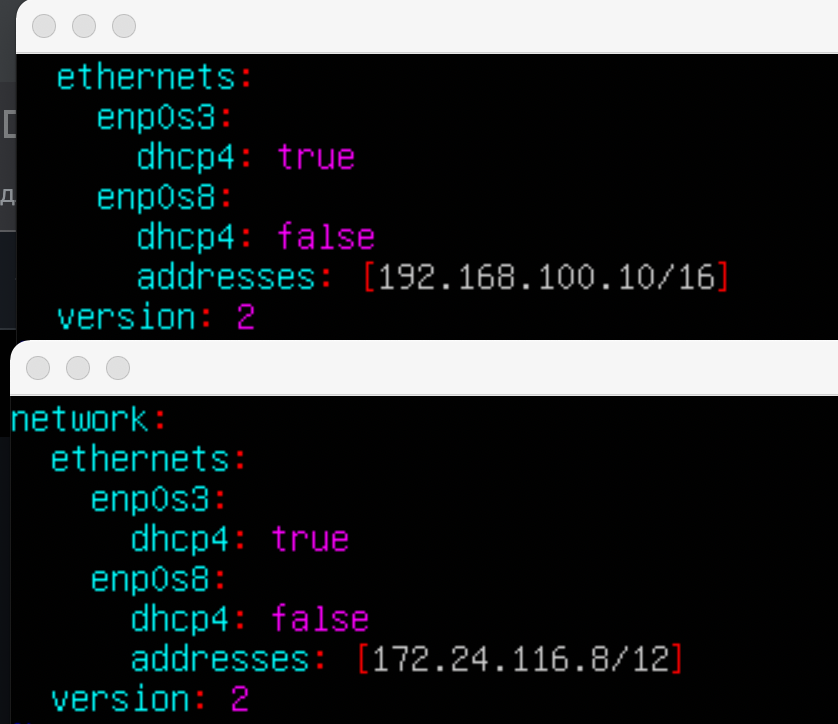 ethernets:
enp0s3:
dhcp4: true
enp0s8:
dhcp4: false
addresses: [192.168.100.10/16]
version: 2
network:
ethernets:
enp0s3:
dhcp4: true
enp0s8:
dhcp4: false
addresses: [172.24.116.8/12]
version: 2